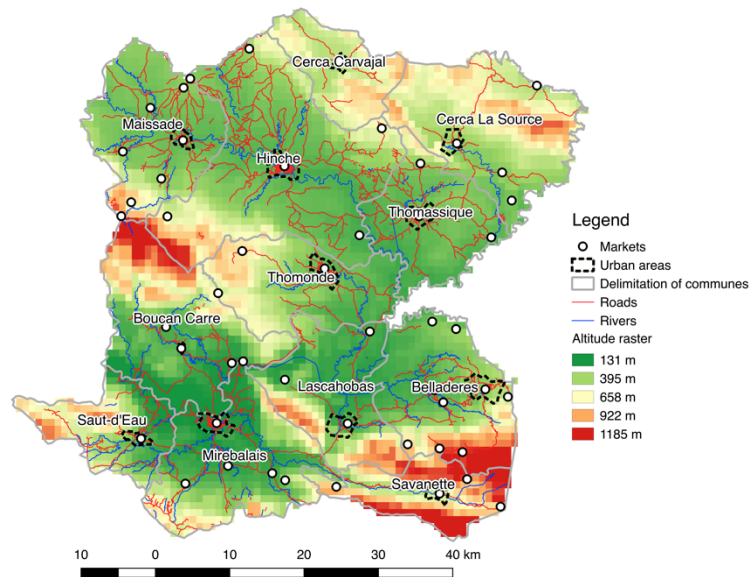 Cerca Carvajal
Maissade
Cerca La Source
Hinche
Thomassique
Thomonde
Boucan Carre
Lascahobas
Belladeres
Saut-d'Eau
Mirebalais
Savanette
Legend
Markets
Urban areas
Delimitation of communes
Roads
Rivers
Altitude raster
131 m
395 m
658 m
922 m
1185 m
10 0 10 20 30 40 km